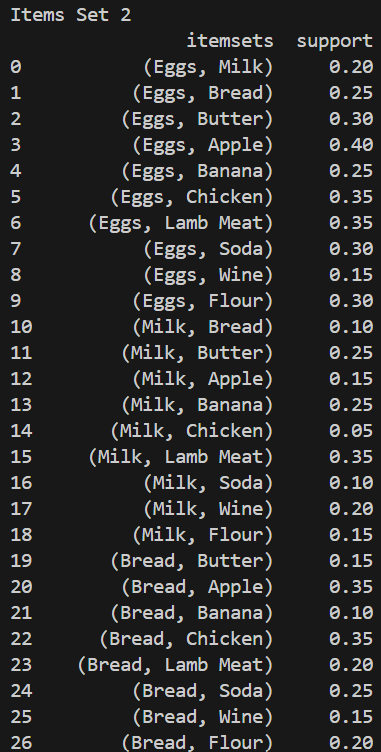 Items Set 2
itemsets support
0 (Eggs, Milk) 0.20
1 (Eggs, Bread) 0.25
2 (Eggs, Butter) 0.30
3 (Eggs, Apple) 0.40
4 (Eggs, Banana) 0.25
5 (Eggs, Chicken) 0.35
6 (Eggs, Lamb Meat) 0.35
7 (Eggs, Soda) 0.30
8 (Eggs, Wine) 0.15
9 (Eggs, Flour) 0.30
10 (Milk, Bread) 0.10
11 (Milk, Butter) 0.25
12 (Milk, Apple) 0.15
13 (Milk, Banana) 0.25
14 (Milk, Chicken) 0.05
15 (Milk, Lamb Meat) 0.35
16 (Milk, Soda) 0.10
17 (Milk, Wine) 0.20
18 (Milk, Flour) 0.15
19 (Bread, Butter) 0.15
20 (Bread, Apple) 0.35
21 (Bread, Banana) 0.10
22 (Bread, Chicken) 0.35
23 (Bread, Lamb Meat) 0.20
24 (Bread, Soda) 0.25
25 (Bread, Wine) 0.15
26 (Bread, Flour) 0.20